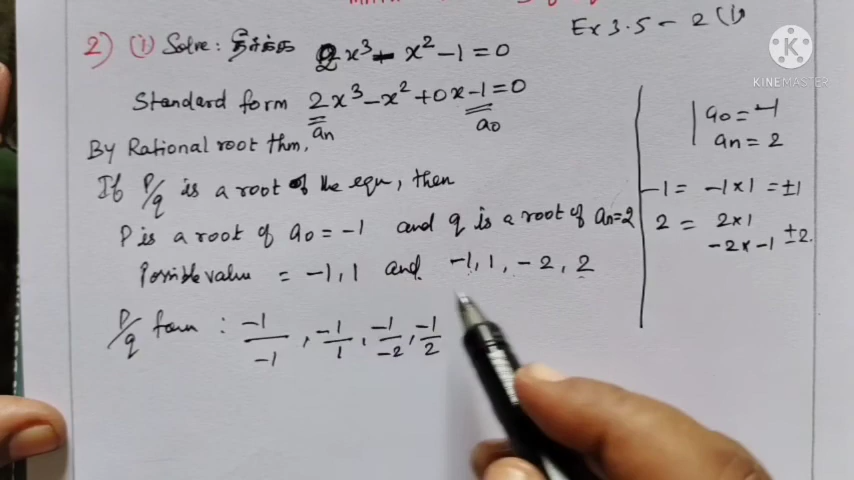 Ex 3.5 - 2 (i)
K
KINEMASTER
2) (i) Solve: தீர்க்க 2x³ - x² - 1 = 0
Standard form 2x³ - x² + 0x - 1 = 0
an a₀
By Rational root thm,
If P/q is a root of the equ, then
P is a root of a₀ = -1 and q is a root of an = 2
Possible value = -1, 1 and -1, 1, -2, 2
P/q form : -1/-1, -1/1, -1/-2, -1/2
a₀ = -1
an = 2
-1 = -1 x 1 = ±1
2 = 2 x 1
-2 x -1 ±2.